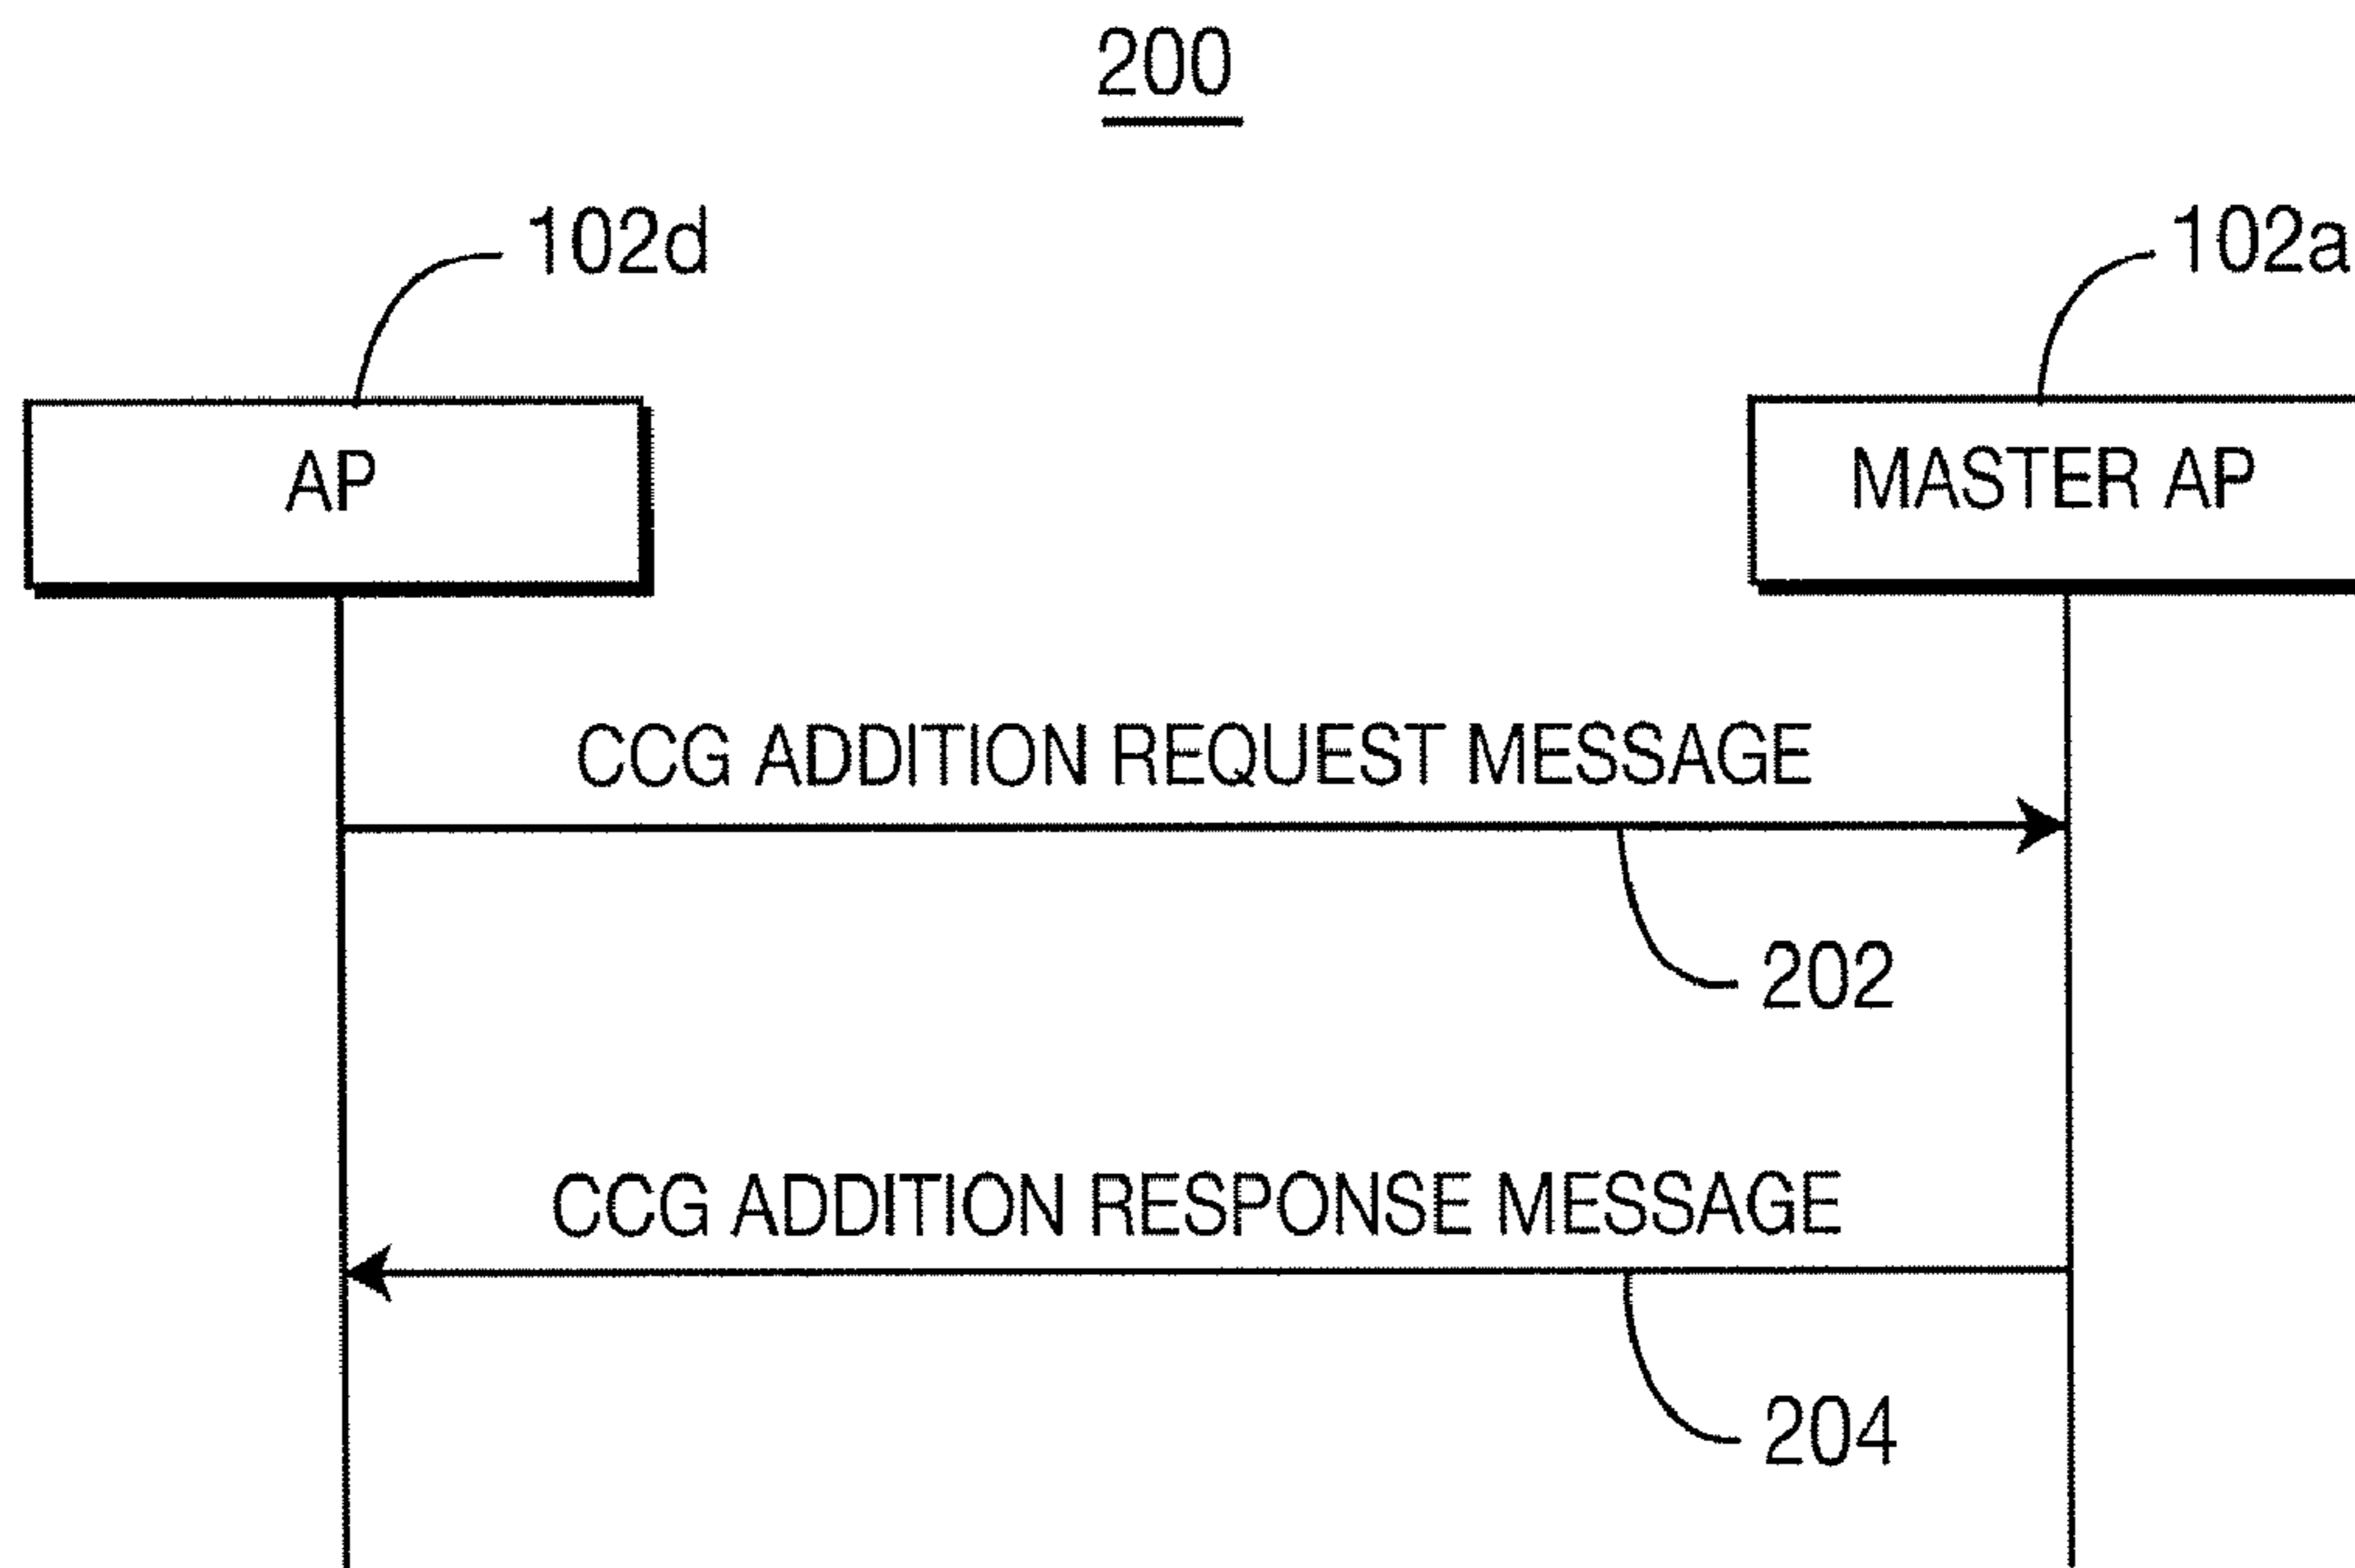 200
102d
102a
AP
MASTER AP
CCG ADDITION REQUEST MESSAGE
202
CCG ADDITION RESPONSE MESSAGE
204